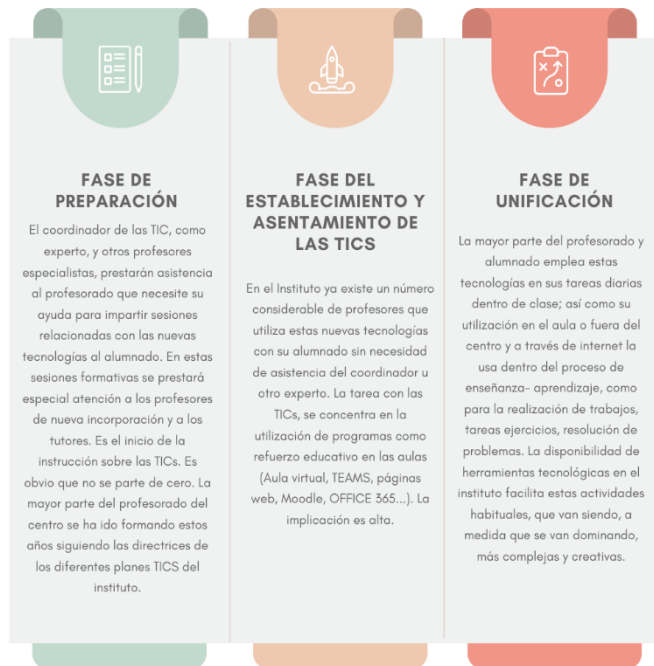 FASE DE
PREPARACIÓN
El coordinador de las TIC, como
experto, y otros profesores
especialistas, prestarán asistencia
al profesorado que necesite su
ayuda para impartir sesiones
relacionadas con las nuevas
tecnologías al alumnado. En estas
sesiones formativas se prestará
especial atención a los profesores
de nueva incorporación y a los
tutores. Es el inicio de la
instrucción sobre las TICs. Es
obvio que no se parte de cero. La
mayor parte del profesorado del
centro se ha ido formando estos
años siguiendo las directrices de
los diferentes planes TICS del
instituto.
FASE DEL
ESTABLECIMIENTO Y
ASENTAMIENTO DE
LAS TICS
En el Instituto ya existe un número
considerable de profesores que
utiliza estas nuevas tecnologías
con su alumnado sin necesidad
de asistencia del coordinador u
otro experto. La tarea con las
TICs, se concentra en la
utilización de programas como
refuerzo educativo en las aulas
(Aula virtual, TEAMS, páginas
web, Moodle, OFFICE 365...). La
implicación es alta.
FASE DE
UNIFICACIÓN
La mayor parte del profesorado y
alumnado emplea estas
tecnologías en sus tareas diarias
dentro de clase; así como su
utilización en el aula o fuera del
centro y a través de internet la
usa dentro del proceso de
enseñanza- aprendizaje, como
para la realización de trabajos,
tareas ejercicios, resolución de
problemas. La disponibilidad de
herramientas tecnológicas en el
instituto facilita estas actividades
habituales, que van siendo, a
medida que se van dominando,
más complejas y creativas.